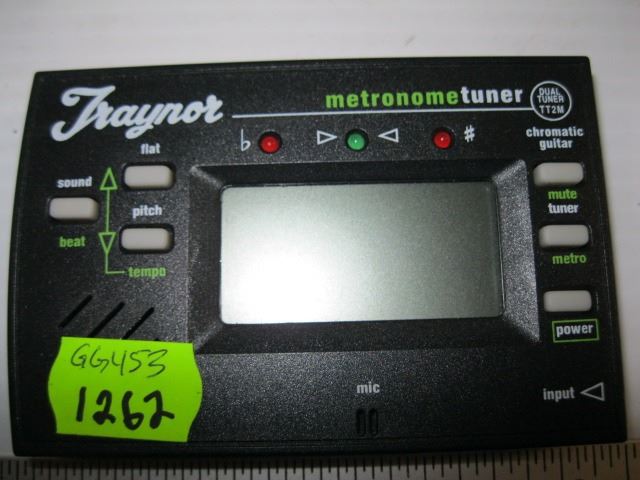 Traynor
metronometuner
DUAL
TUNER
TT2M
♭
♯
chromatic
guitar
flat
sound
pitch
mute
tuner
beat
tempo
metro
power
GG453
1262
mic
input